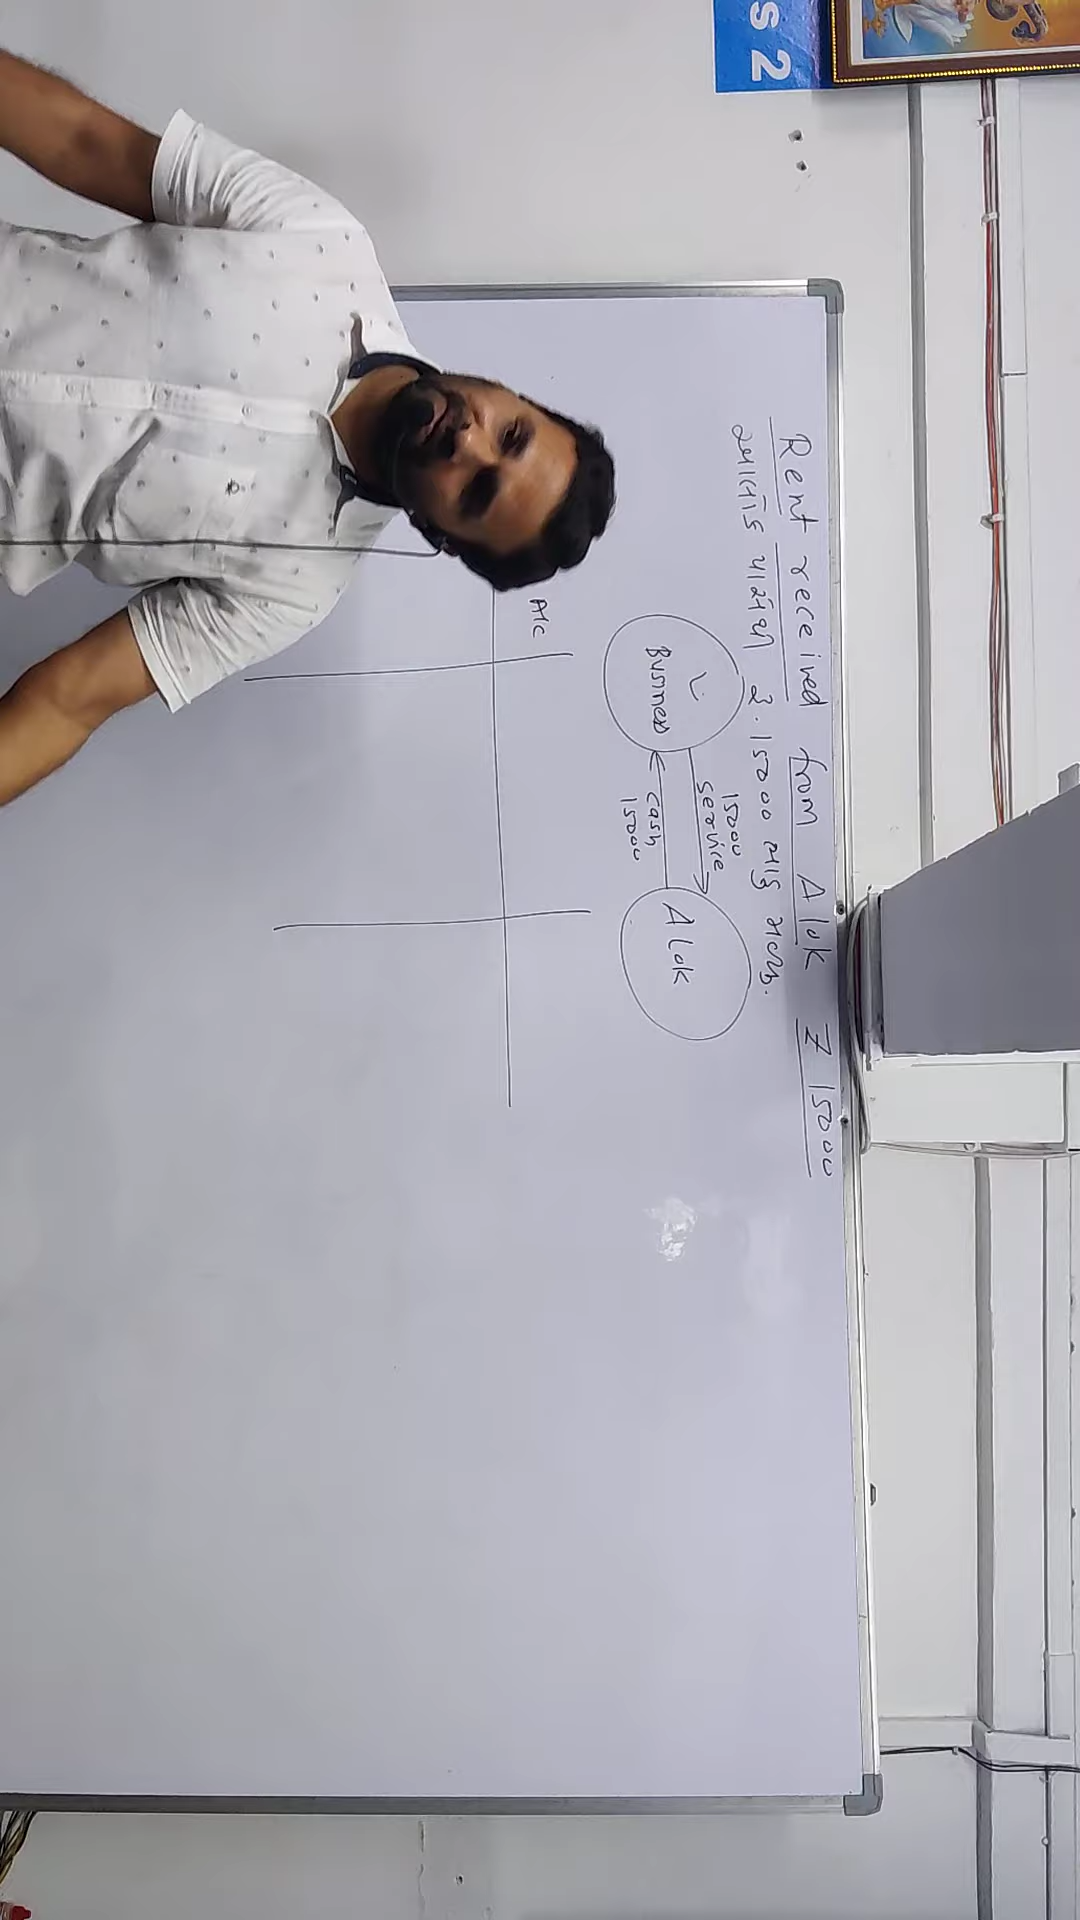 s 2
Rent received from Alok ₹ 15000
આલોક પાસેથી રૂ. 15000 ભાડું મળ્યું.
15000
service
Business
Alok
cash
15000
A/c